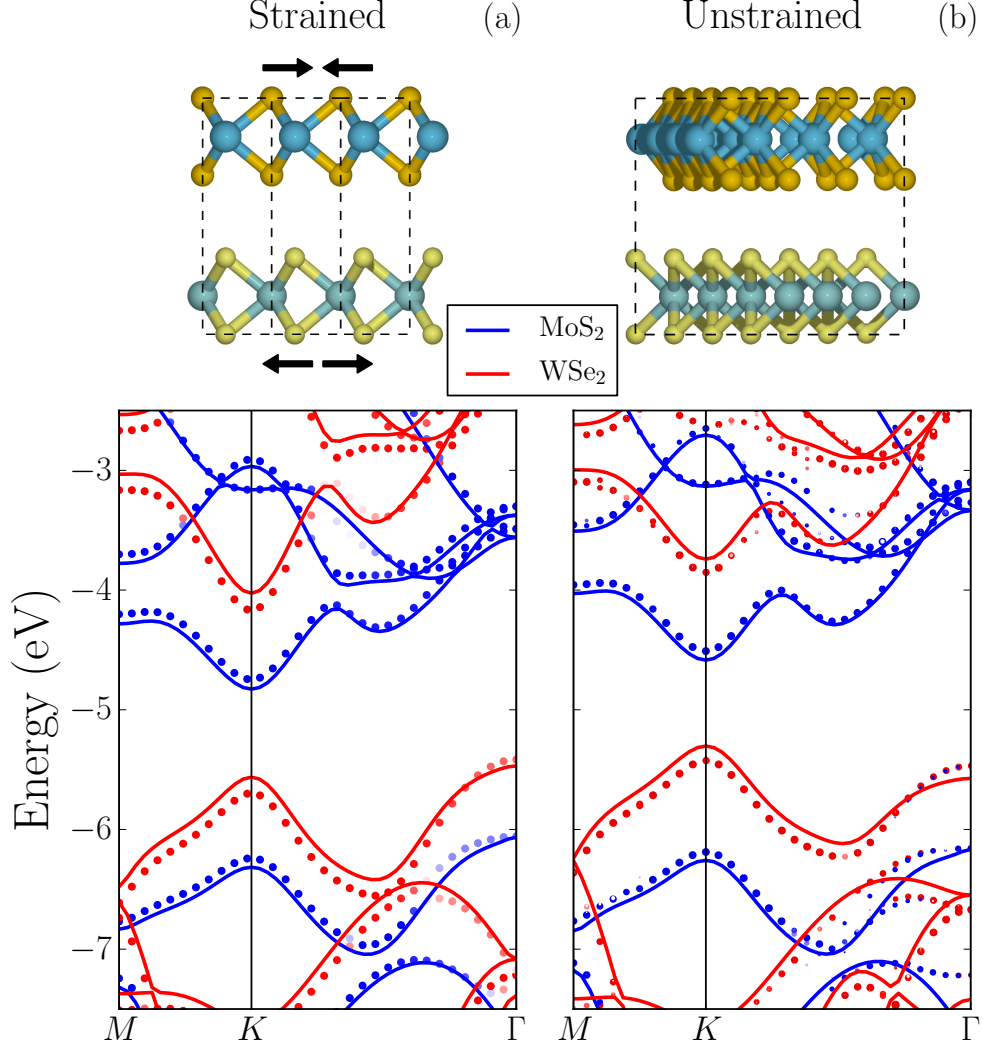 Strained (a) Unstrained (b)
MoS₂
WSe₂
Energy (eV)
−3
−4
−5
−6
−7
M K Γ
M K Γ